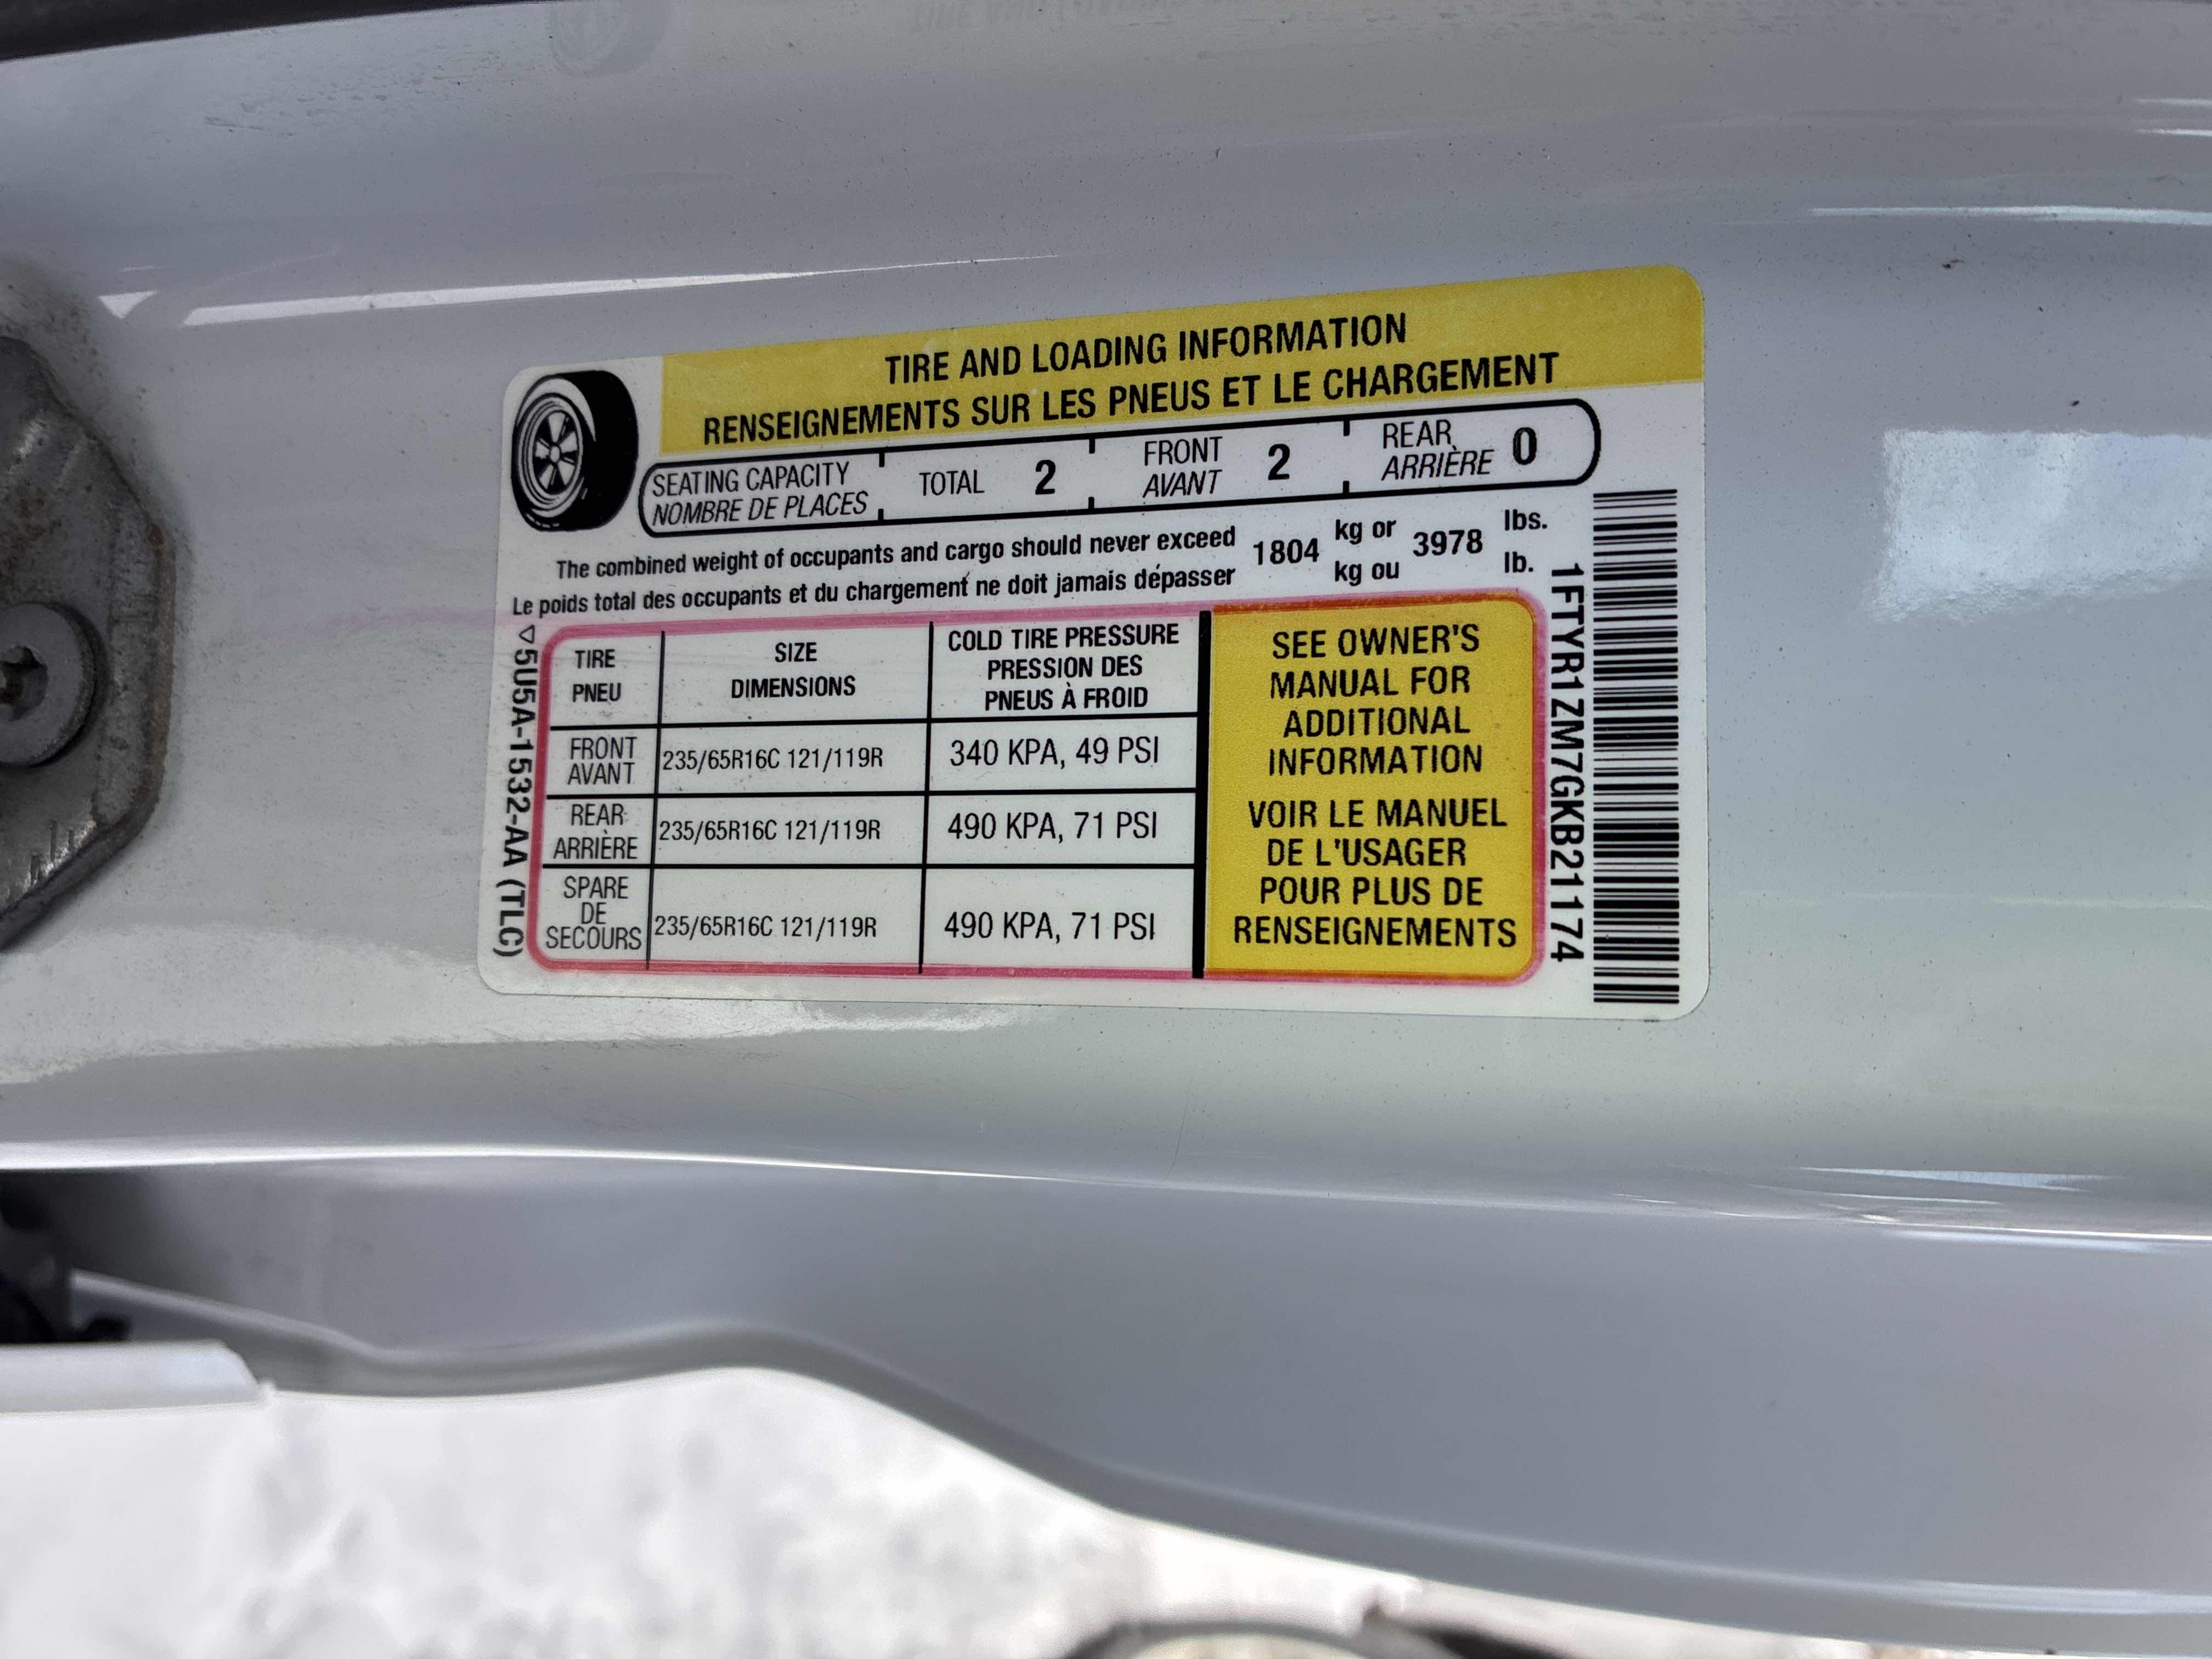 TIRE AND LOADING INFORMATION
RENSEIGNEMENTS SUR LES PNEUS ET LE CHARGEMENT
SEATING CAPACITY
NOMBRE DE PLACES
TOTAL 2
FRONT
AVANT
2
REAR
ARRIÈRE
0
The combined weight of occupants and cargo should never exceed
Le poids total des occupants et du chargement ne doit jamais dépasser
1804
kg or
kg ou
3978
lbs.
lb.
5U5A-1532-AA (TLC)
TIRE
PNEU
SIZE
DIMENSIONS
COLD TIRE PRESSURE
PRESSION DES
PNEUS À FROID
FRONT
AVANT
235/65R16C 121/119R
340 KPA, 49 PSI
REAR
ARRIÈRE
235/65R16C 121/119R
490 KPA, 71 PSI
SPARE
DE
SECOURS
235/65R16C 121/119R
490 KPA, 71 PSI
SEE OWNER'S
MANUAL FOR
ADDITIONAL
INFORMATION
VOIR LE MANUEL
DE L'USAGER
POUR PLUS DE
RENSEIGNEMENTS
1FTYR1ZM7GKB21174